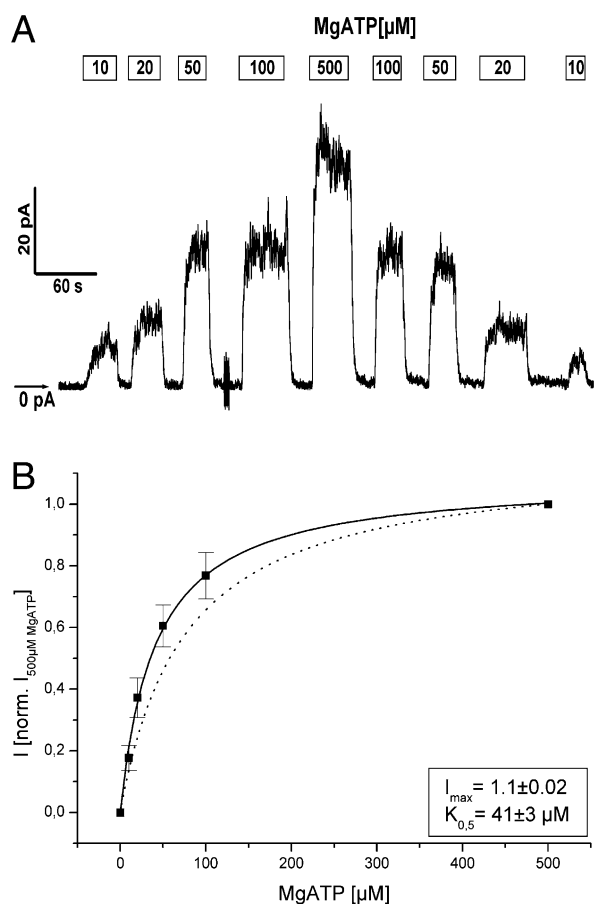 A
MgATP[µM]
10 20 50 100 500 100 50 20 10
20 pA
60 s
0 pA
B
I [norm. I500µM MgATP]
1,0
0,8
0,6
0,4
0,2
0,0
Imax= 1.1±0.02
K0,5= 41±3 µM
0 100 200 300 400 500
MgATP [µM]